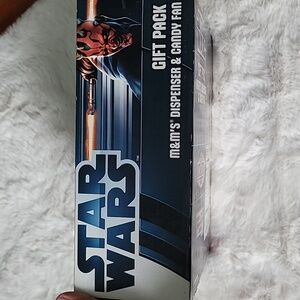 STAR
WARS
GIFT PACK
M&M'S® DISPENSER & CANDY FAN